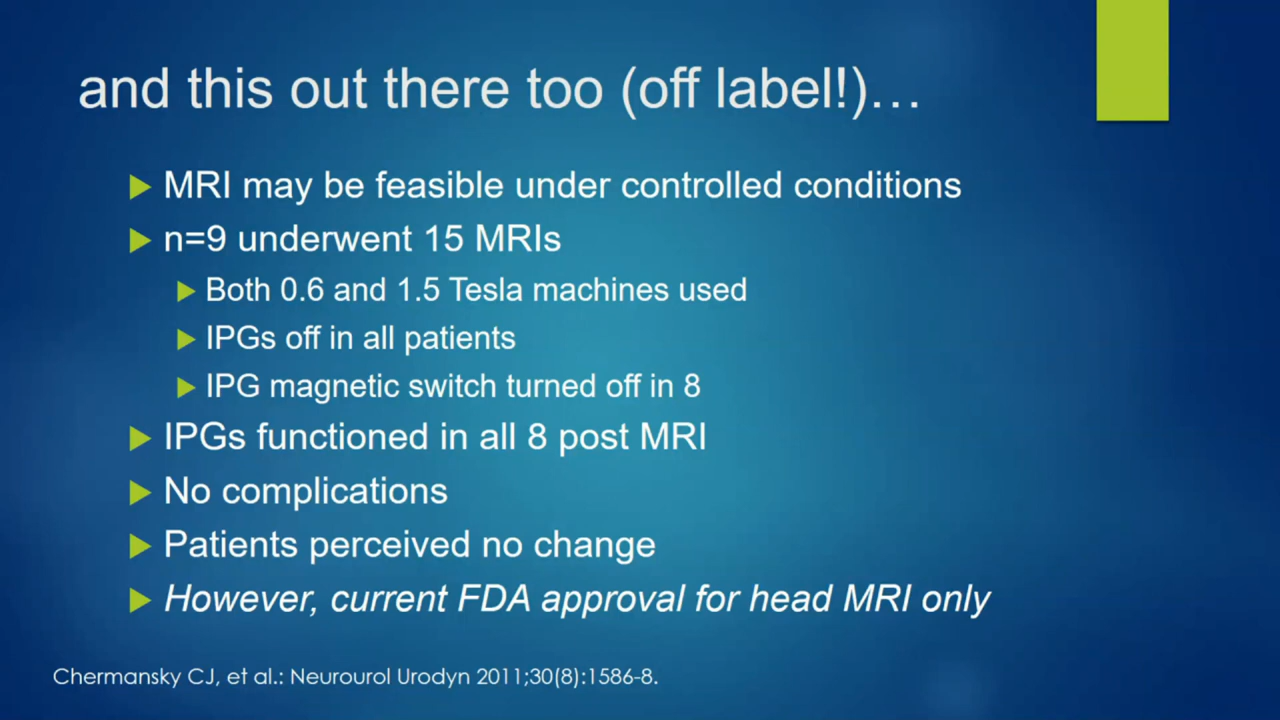 and this out there too (off label!)…
MRI may be feasible under controlled conditions
n=9 underwent 15 MRIs
Both 0.6 and 1.5 Tesla machines used
IPGs off in all patients
IPG magnetic switch turned off in 8
IPGs functioned in all 8 post MRI
No complications
Patients perceived no change
However, current FDA approval for head MRI only
Chermansky CJ, et al.: Neurourol Urodyn 2011;30(8):1586-8.